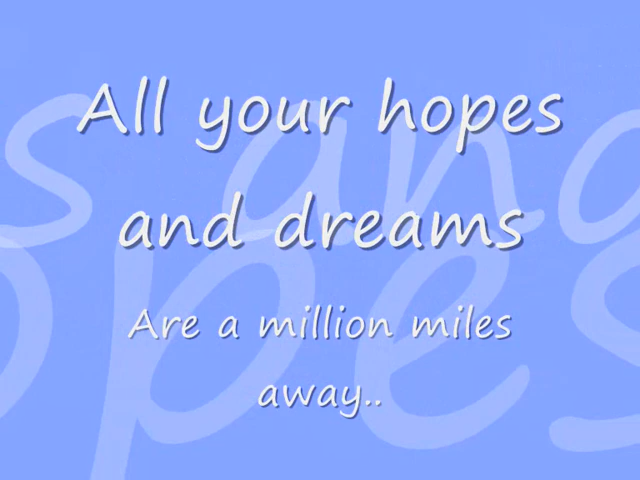 All your hopes
and dreams
Are a million miles
away..